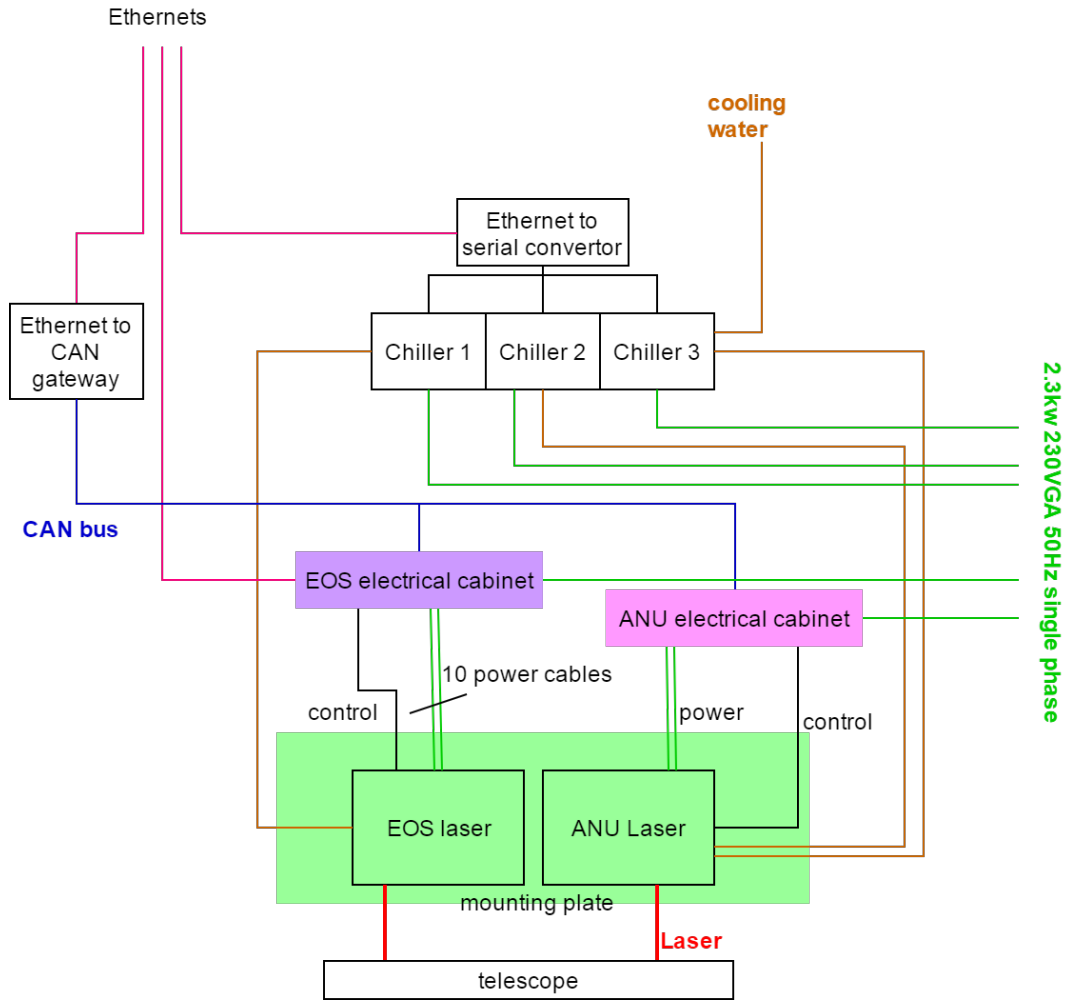 Ethernets
cooling
water
Ethernet to
serial convertor
Ethernet to
CAN
gateway
Chiller 1
Chiller 2
Chiller 3
2.3kw 230VGA 50Hz single phase
CAN bus
EOS electrical cabinet
ANU electrical cabinet
10 power cables
control
power
control
EOS laser
ANU Laser
mounting plate
Laser
telescope